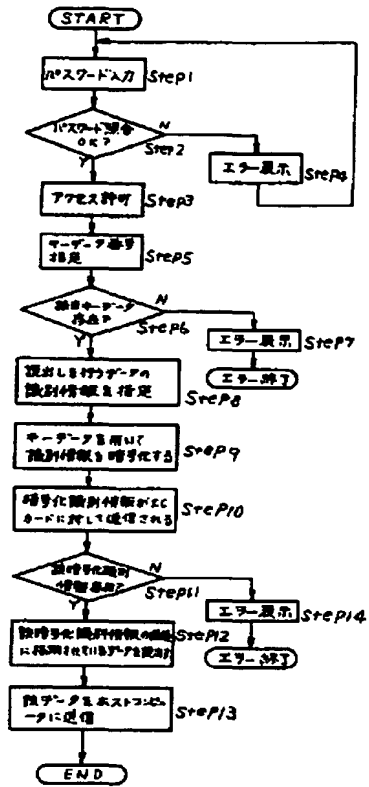 START
パスワード入力
Step1
パスワード照合
OK?
Step2
N
Y
エラー表示
Step4
アクセス許可
Step3
キーデータ番号
指定
Step5
該当キーデータ
存在?
Step6
N
Y
エラー表示
Step7
エラー終了
読出しを行うデータの
識別情報を指定
Step8
キーデータを用いて
識別情報を暗号化する
Step9
暗号化識別情報がIC
カードに対して送信される
Step10
該暗号化識別
情報存在?
Step11
N
Y
エラー表示
Step14
エラー終了
該暗号化識別情報の
に格納されているデータを読出す
Step12
該データをホストコンピュ
ータに送信
Step13
END